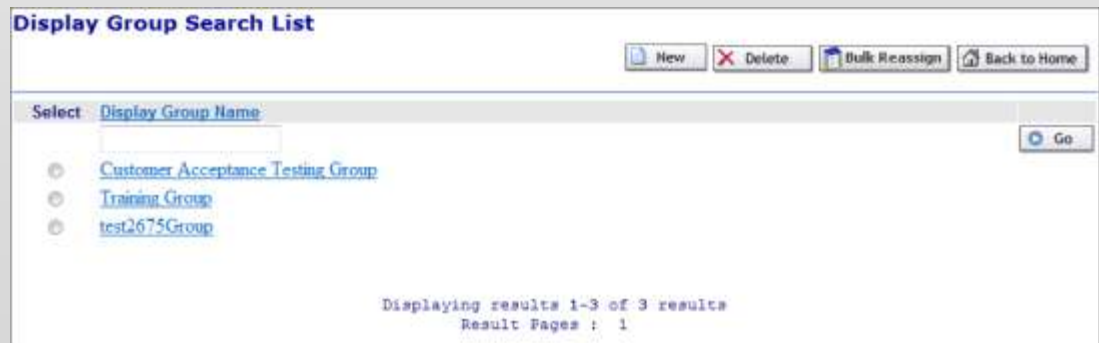 Display Group Search List
New Delete Bulk Reassign Back to Home
Select Display Group Name
Go
Customer Acceptance Testing Group
Training Group
test2675Group
Displaying results 1-3 of 3 results
Result Pages : 1